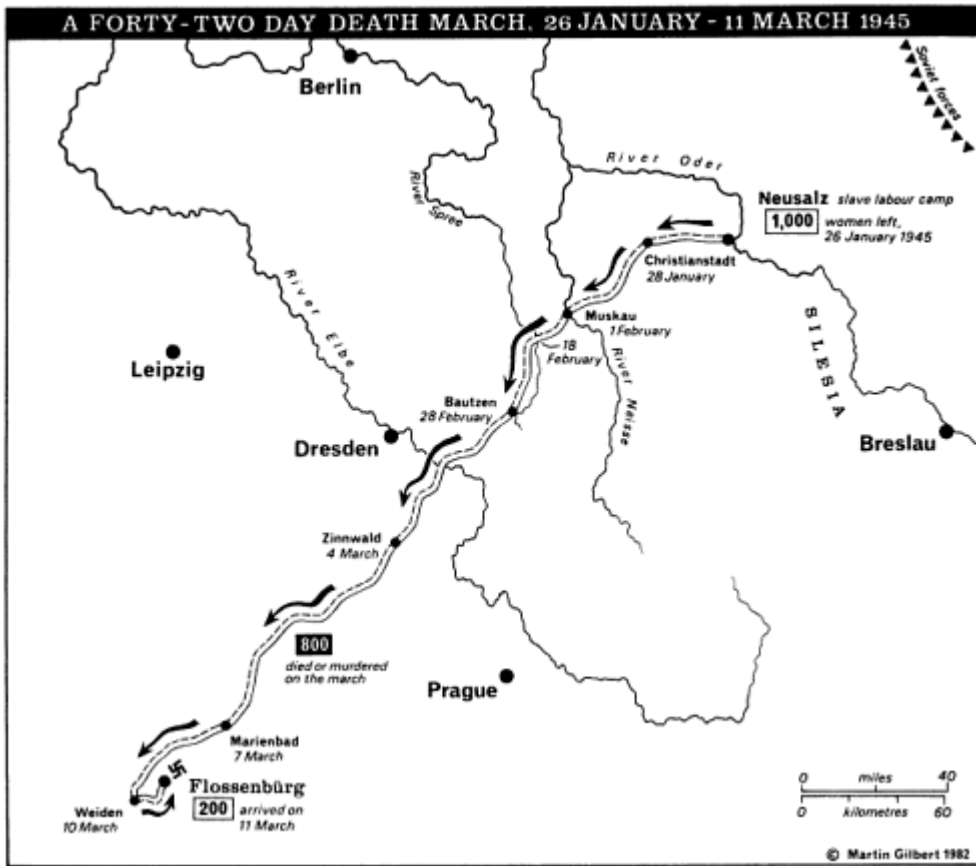 A FORTY-TWO DAY DEATH MARCH, 26 JANUARY - 11 MARCH 1945
Berlin
Soviet forces
River Oder
River Spree
Neusalz slave labour camp
1,000 women left,
26 January 1945
Christianstadt
28 January
Muskau
1 February
18
February
River Elbe
River Neisse
SILESIA
Leipzig
Bautzen
28 February
Dresden
Breslau
Zinnwald
4 March
800
died or murdered
on the march
Prague
Marienbad
7 March
Flossenbürg
200 arrived on
11 March
Weiden
10 March
0 miles 40
0 kilometres 60
© Martin Gilbert 1982